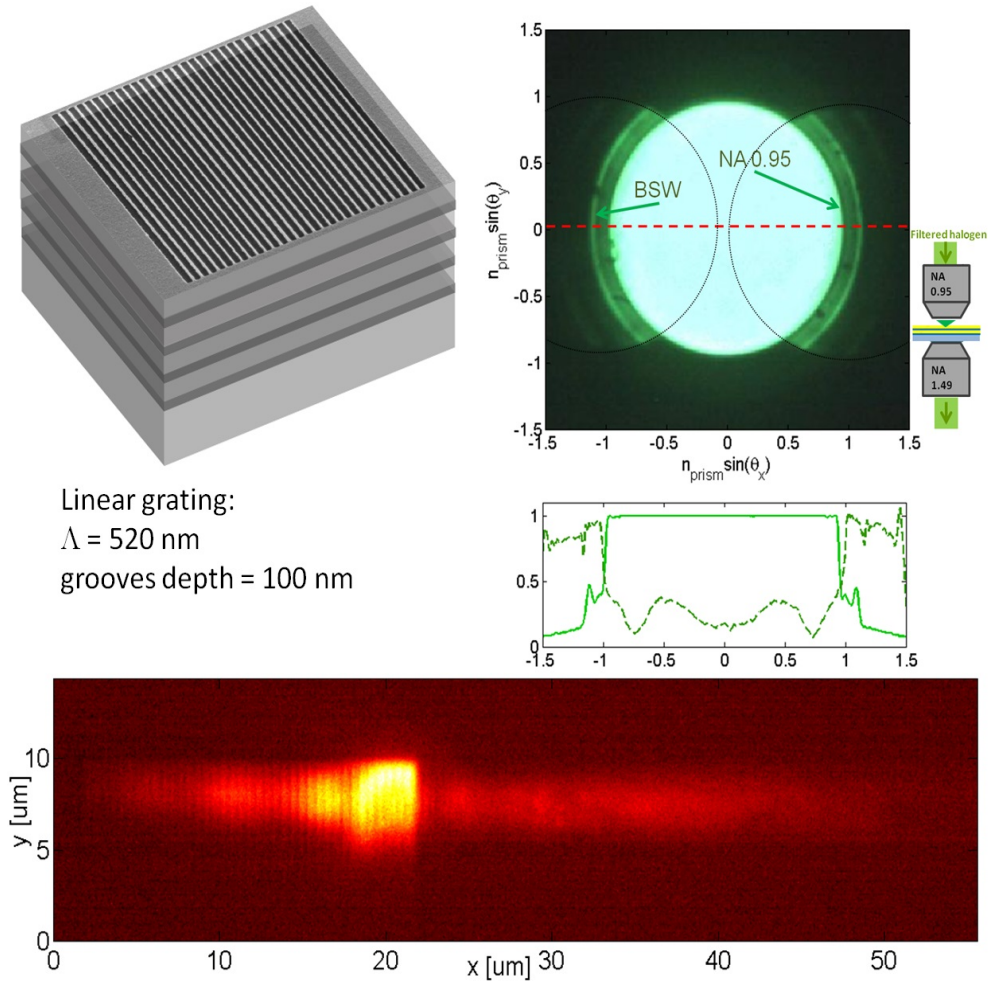 1.5
1
0.5
0
-0.5
-1
-1.5
-1.5 -1 -0.5 0 0.5 1 1.5
n_prism sin(θ_y)
n_prism sin(θ_x)
BSW
NA 0.95
Filtered halogen
NA
0.95
NA
1.49
Linear grating:
Λ = 520 nm
grooves depth = 100 nm
1
0.5
0
-1.5 -1 -0.5 0 0.5 1 1.5
10
5
0
y [um]
0 10 20 30 40 50
x [um]